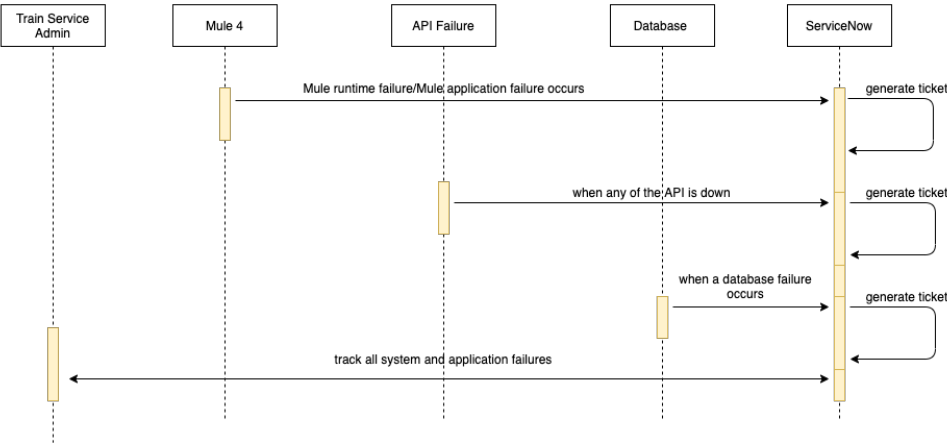 Train Service
Admin
Mule 4
API Failure
Database
ServiceNow
Mule runtime failure/Mule application failure occurs
generate ticket
when any of the API is down
generate ticket
when a database failure
occurs
generate ticket
track all system and application failures